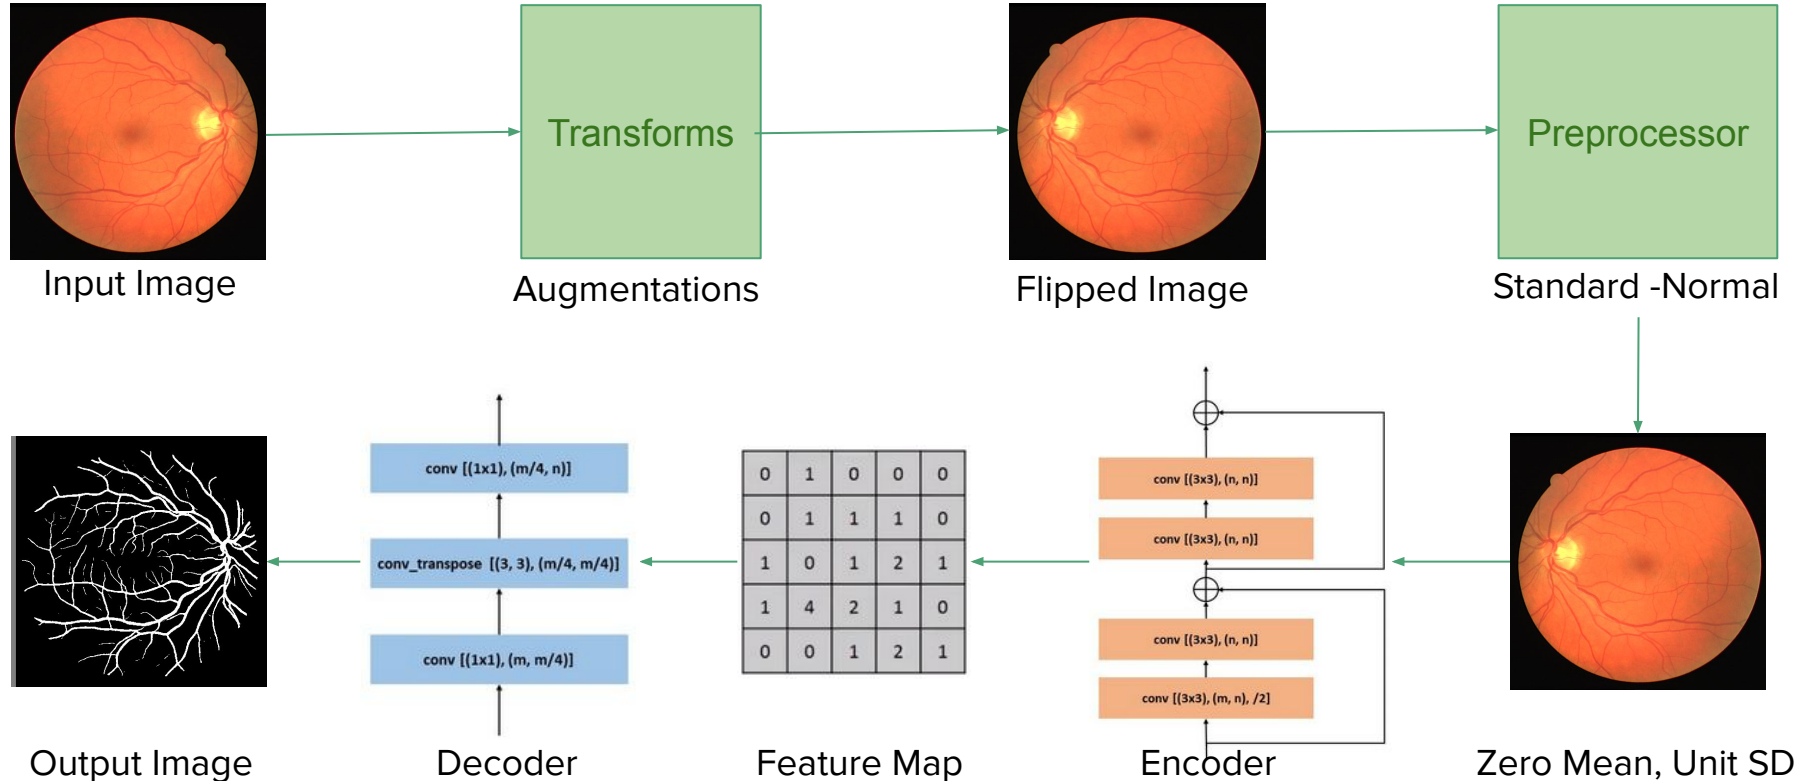 Transforms
Preprocessor
Input Image
Augmentations
Flipped Image
Standard -Normal
conv [(1x1), (m/4, n)]
conv_transpose [(3, 3), (m/4, m/4)]
conv [(1x1), (m, m/4)]
0 1 0 0 0
0 1 1 1 0
1 0 1 2 1
1 4 2 1 0
0 0 1 2 1
conv [(3x3), (n, n)]
conv [(3x3), (n, n)]
conv [(3x3), (n, n)]
conv [(3x3), (m, n), /2]
Output Image
Decoder
Feature Map
Encoder
Zero Mean, Unit SD